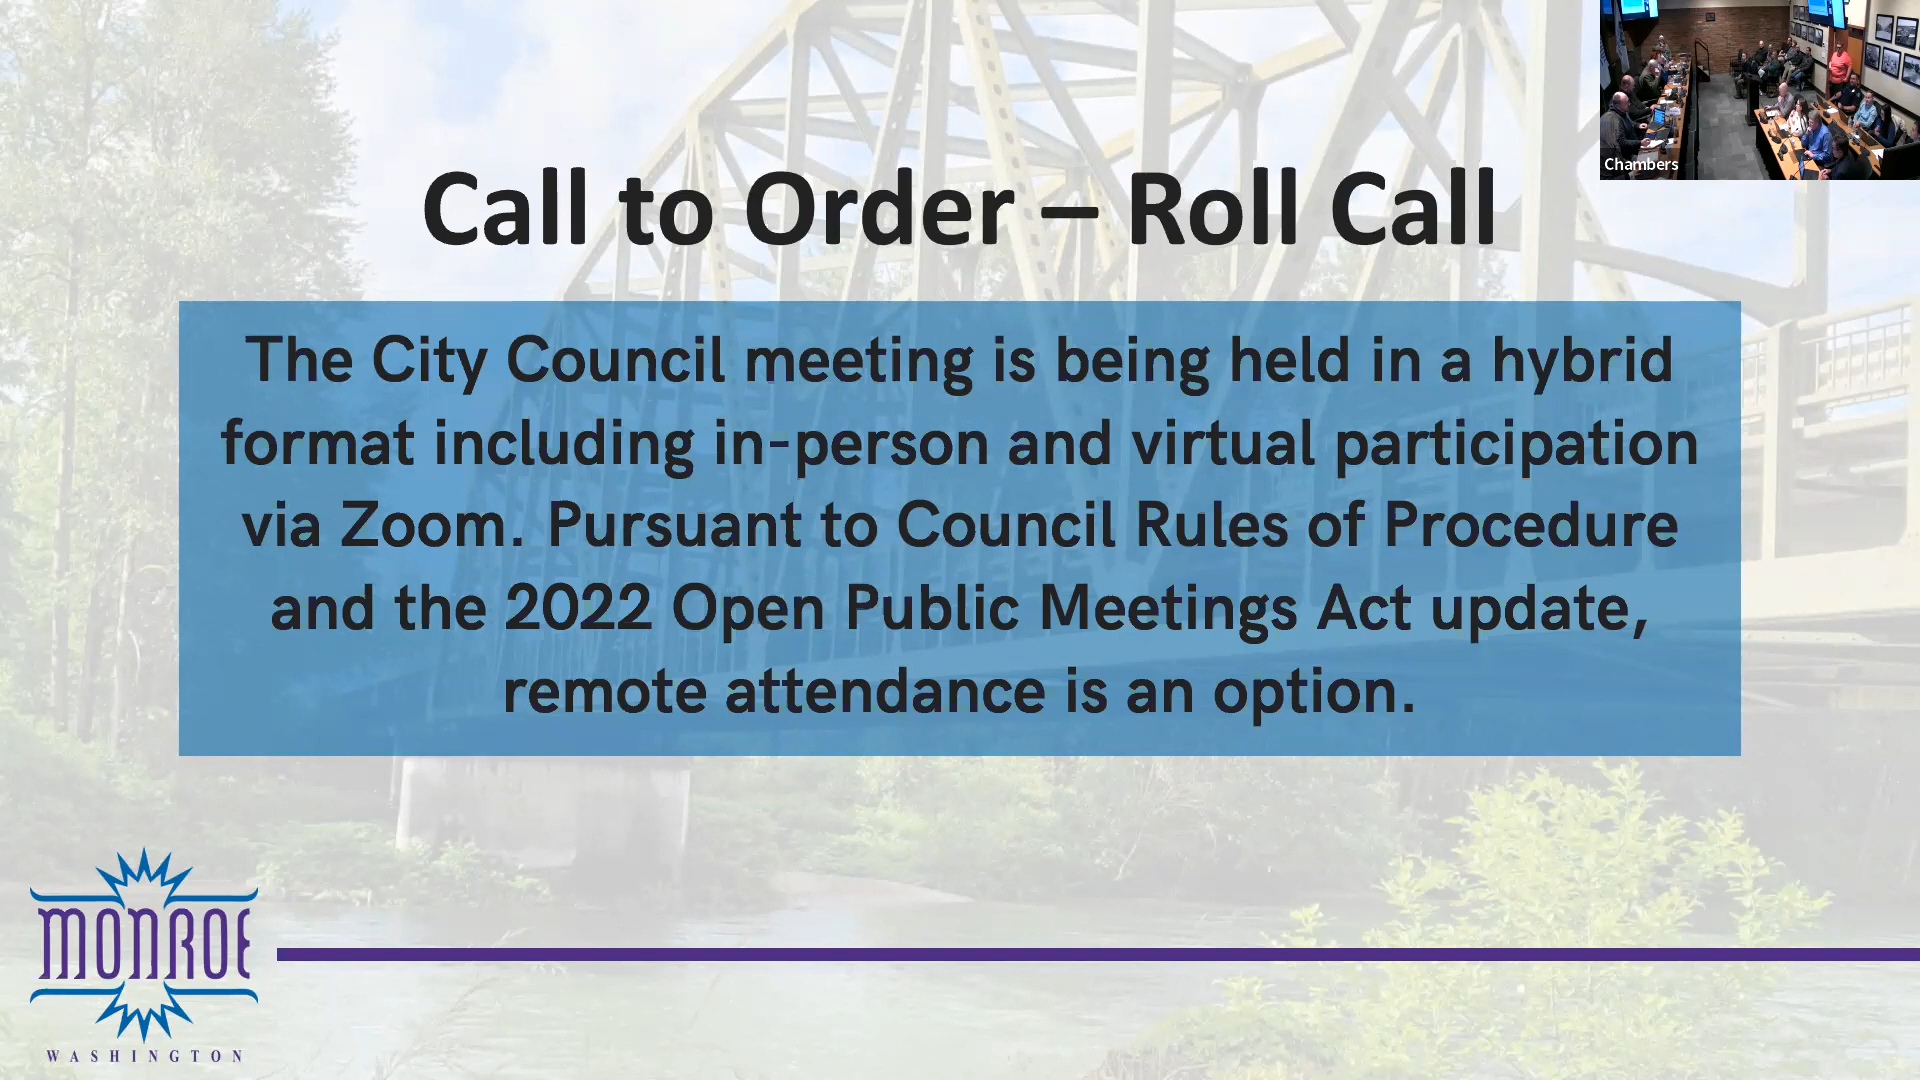 Chambers
Call to Order – Roll Call
The City Council meeting is being held in a hybrid
format including in-person and virtual participation
via Zoom. Pursuant to Council Rules of Procedure
and the 2022 Open Public Meetings Act update,
remote attendance is an option.
MONROE
WASHINGTON